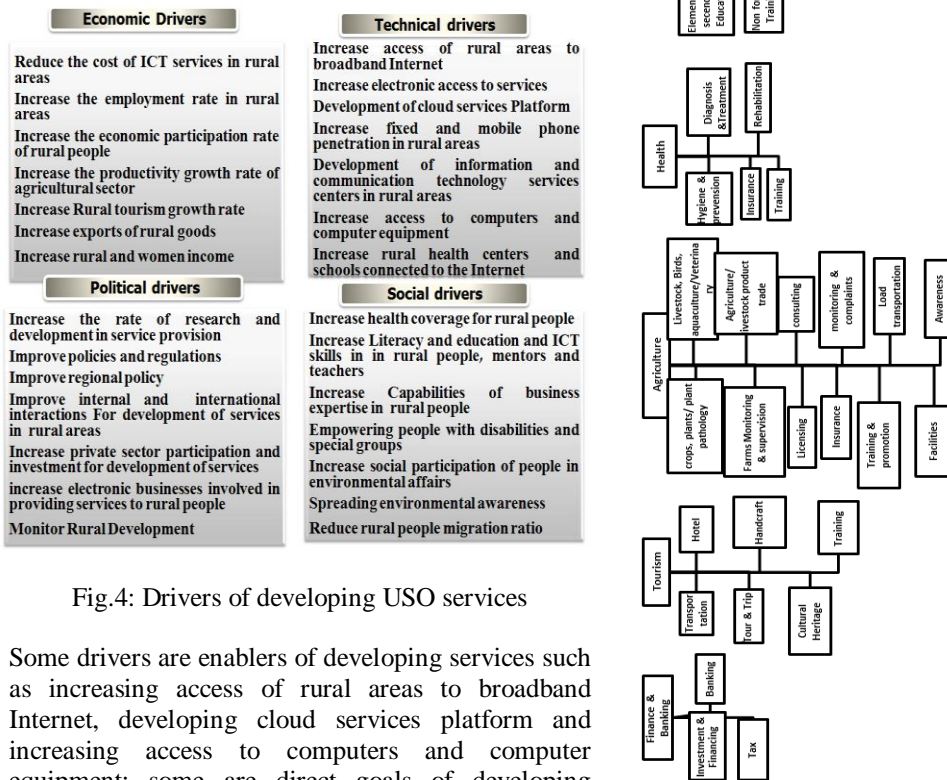 Economic Drivers
Reduce the cost of ICT services in rural
areas
Increase the employment rate in rural
areas
Increase the economic participation rate
of rural people
Increase the productivity growth rate of
agricultural sector
Increase Rural tourism growth rate
Increase exports of rural goods
Increase rural and women income
Technical drivers
Increase access of rural areas to
broadband Internet
Increase electronic access to services
Development of cloud services Platform
Increase fixed and mobile phone
penetration in rural areas
Development of information and
communication technology services
centers in rural areas
Increase access to computers and
computer equipment
Increase rural health centers and
schools connected to the Internet
Political drivers
Increase the rate of research and
development in service provision
Improve policies and regulations
Improve regional policy
Improve internal and international
interactions For development of services
in rural areas
Increase private sector participation and
investment for development of services
increase electronic businesses involved in
providing services to rural people
Monitor Rural Development
Social drivers
Increase health coverage for rural people
Increase Literacy and education and ICT
skills in in rural people, mentors and
teachers
Increase Capabilities of business
expertise in rural people
Empowering people with disabilities and
special groups
Increase social participation of people in
environmental affairs
Spreading environmental awareness
Reduce rural people migration ratio
Fig.4: Drivers of developing USO services
Some drivers are enablers of developing services such
as increasing access of rural areas to broadband
Internet, developing cloud services platform and
increasing access to computers and computer
equipment; some are direct goals of developing
Health
Diagnosis
&Treatment
Rehabilitation
Hygiene &
prevension
Insurance
Training
Agriculture
Livestock, Birds,
aquaculture/Veterina
ry
Agriculture/
ivestock product
trade
consulting
monitoring &
complaints
Load
transportation
Awareness
crops, plants/ plant
pathology
Farms Monitoring
& supervision
Licensing
Insurance
Training &
promotion
Facilities
Tourism
Hotel
Handcraft
Training
Transpor
tation
Tour & Trip
Cultural
Heritage
Finance &
Banking
Banking
Investment &
Financing
Tax